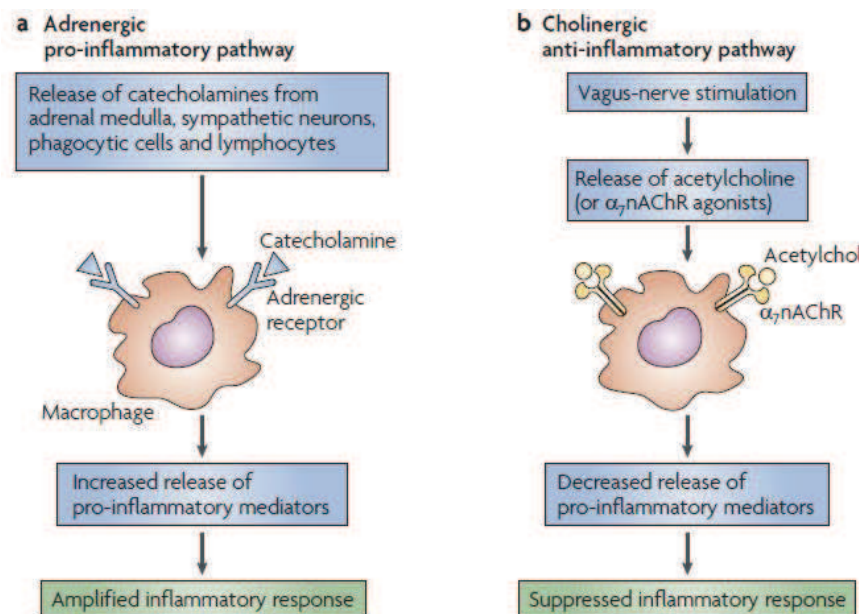 a Adrenergic
pro-inflammatory pathway
Release of catecholamines from
adrenal medulla, sympathetic neurons,
phagocytic cells and lymphocytes
Catecholamine
Adrenergic
receptor
Macrophage
Increased release of
pro-inflammatory mediators
Amplified inflammatory response
b Cholinergic
anti-inflammatory pathway
Vagus-nerve stimulation
Release of acetylcholine
(or α₇nAChR agonists)
Acetylchol
α₇nAChR
Decreased release of
pro-inflammatory mediators
Suppressed inflammatory response